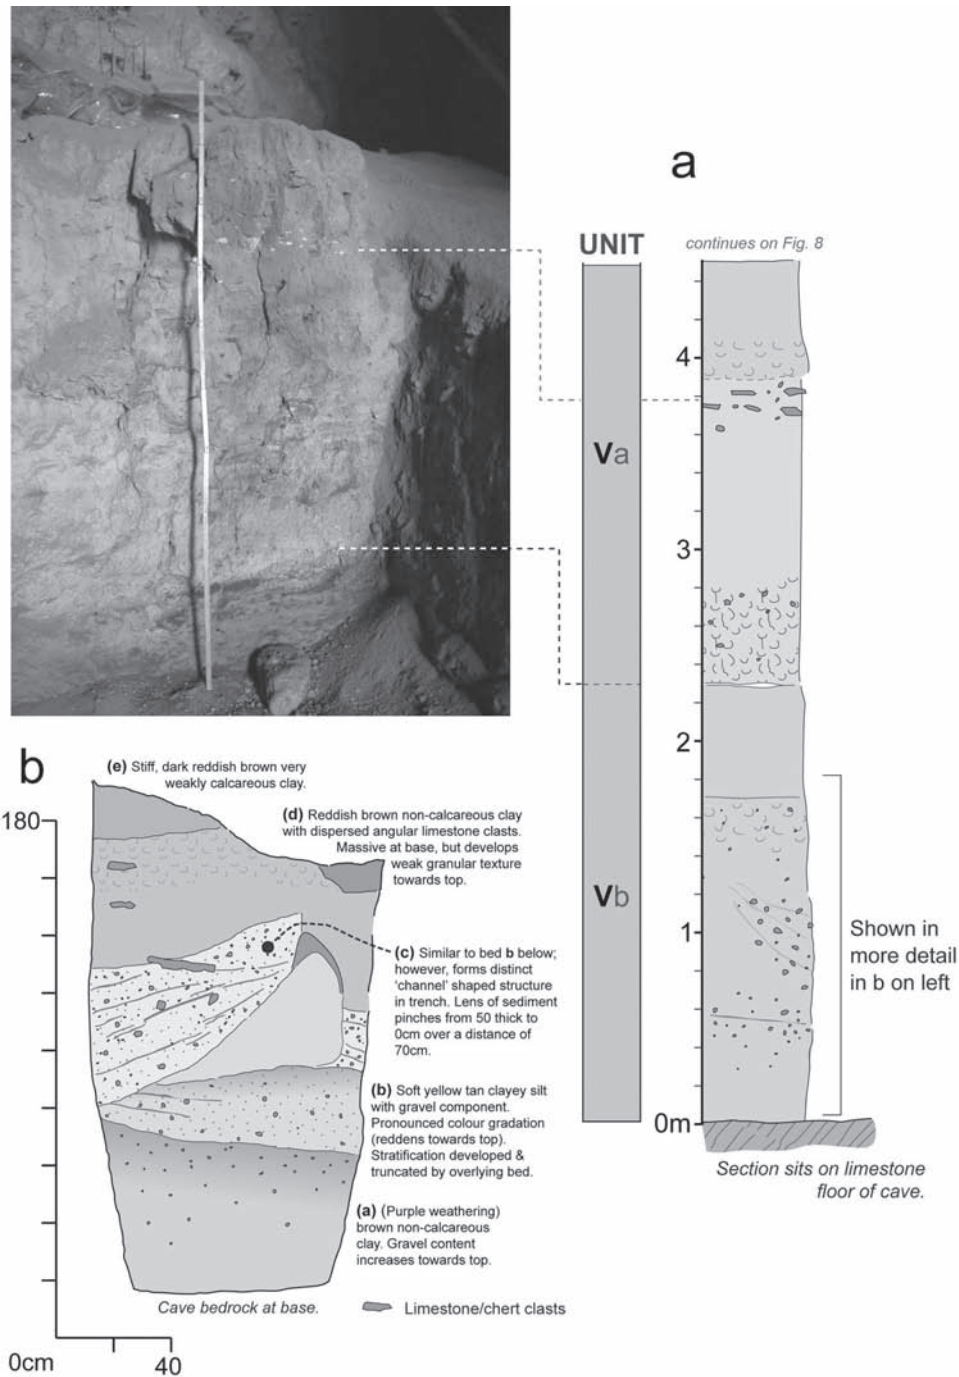 a
UNIT
continues on Fig. 8
4
Va
3
2
Vb
1
Shown in
more detail
in b on left
0m
Section sits on limestone
floor of cave.
b
(e) Stiff, dark reddish brown very
weakly calcareous clay.
180
(d) Reddish brown non-calcareous clay
with dispersed angular limestone clasts.
Massive at base, but develops
weak granular texture
towards top.
(c) Similar to bed b below;
however, forms distinct
‘channel’ shaped structure
in trench. Lens of sediment
pinches from 50 thick to
0cm over a distance of
70cm.
(b) Soft yellow tan clayey silt
with gravel component.
Pronounced colour gradation
(reddens towards top).
Stratification developed &
truncated by overlying bed.
(a) (Purple weathering)
brown non-calcareous
clay. Gravel content
increases towards top.
Cave bedrock at base.
Limestone/chert clasts
0cm
40